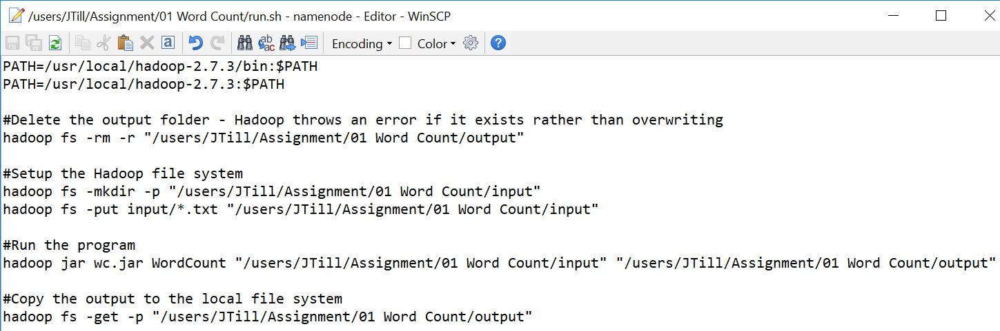 /users/JTill/Assignment/01 Word Count/run.sh - namenode - Editor - WinSCP
Encoding Color
PATH=/usr/local/hadoop-2.7.3/bin:$PATH
PATH=/usr/local/hadoop-2.7.3:$PATH
#Delete the output folder - Hadoop throws an error if it exists rather than overwriting
hadoop fs -rm -r "/users/JTill/Assignment/01 Word Count/output"
#Setup the Hadoop file system
hadoop fs -mkdir -p "/users/JTill/Assignment/01 Word Count/input"
hadoop fs -put input/*.txt "/users/JTill/Assignment/01 Word Count/input"
#Run the program
hadoop jar wc.jar WordCount "/users/JTill/Assignment/01 Word Count/input" "/users/JTill/Assignment/01 Word Count/output"
#Copy the output to the local file system
hadoop fs -get -p "/users/JTill/Assignment/01 Word Count/output"